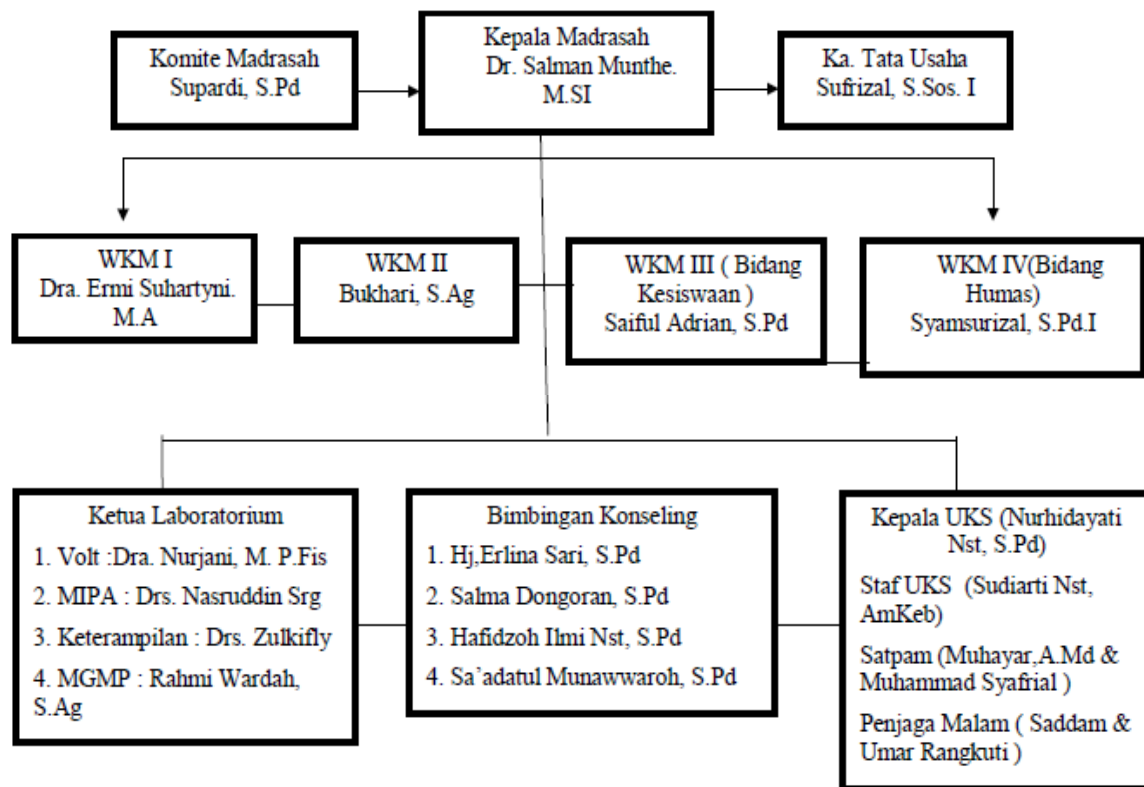 Komite Madrasah
Supardi, S.Pd
Kepala Madrasah
Dr. Salman Munthe.
M.SI
Ka. Tata Usaha
Sufrizal, S.Sos. I
WKM I
Dra. Ermi Suhartyni.
M.A
WKM II
Bukhari, S.Ag
WKM III ( Bidang
Kesiswaan )
Saiful Adrian, S.Pd
WKM IV(Bidang
Humas)
Syamsurizal, S.Pd.I
Ketua Laboratorium
1. Volt :Dra. Nurjani, M. P.Fis
2. MIPA : Drs. Nasruddin Srg
3. Keterampilan : Drs. Zulkifly
4. MGMP : Rahmi Wardah,
S.Ag
Bimbingan Konseling
1. Hj,Erlina Sari, S.Pd
2. Salma Dongoran, S.Pd
3. Hafidzoh Ilmi Nst, S.Pd
4. Sa’adatul Munawwaroh, S.Pd
Kepala UKS (Nurhidayati
Nst, S.Pd)
Staf UKS (Sudiarti Nst,
AmKeb)
Satpam (Muhayar,A.Md &
Muhammad Syafrial )
Penjaga Malam ( Saddam &
Umar Rangkuti )